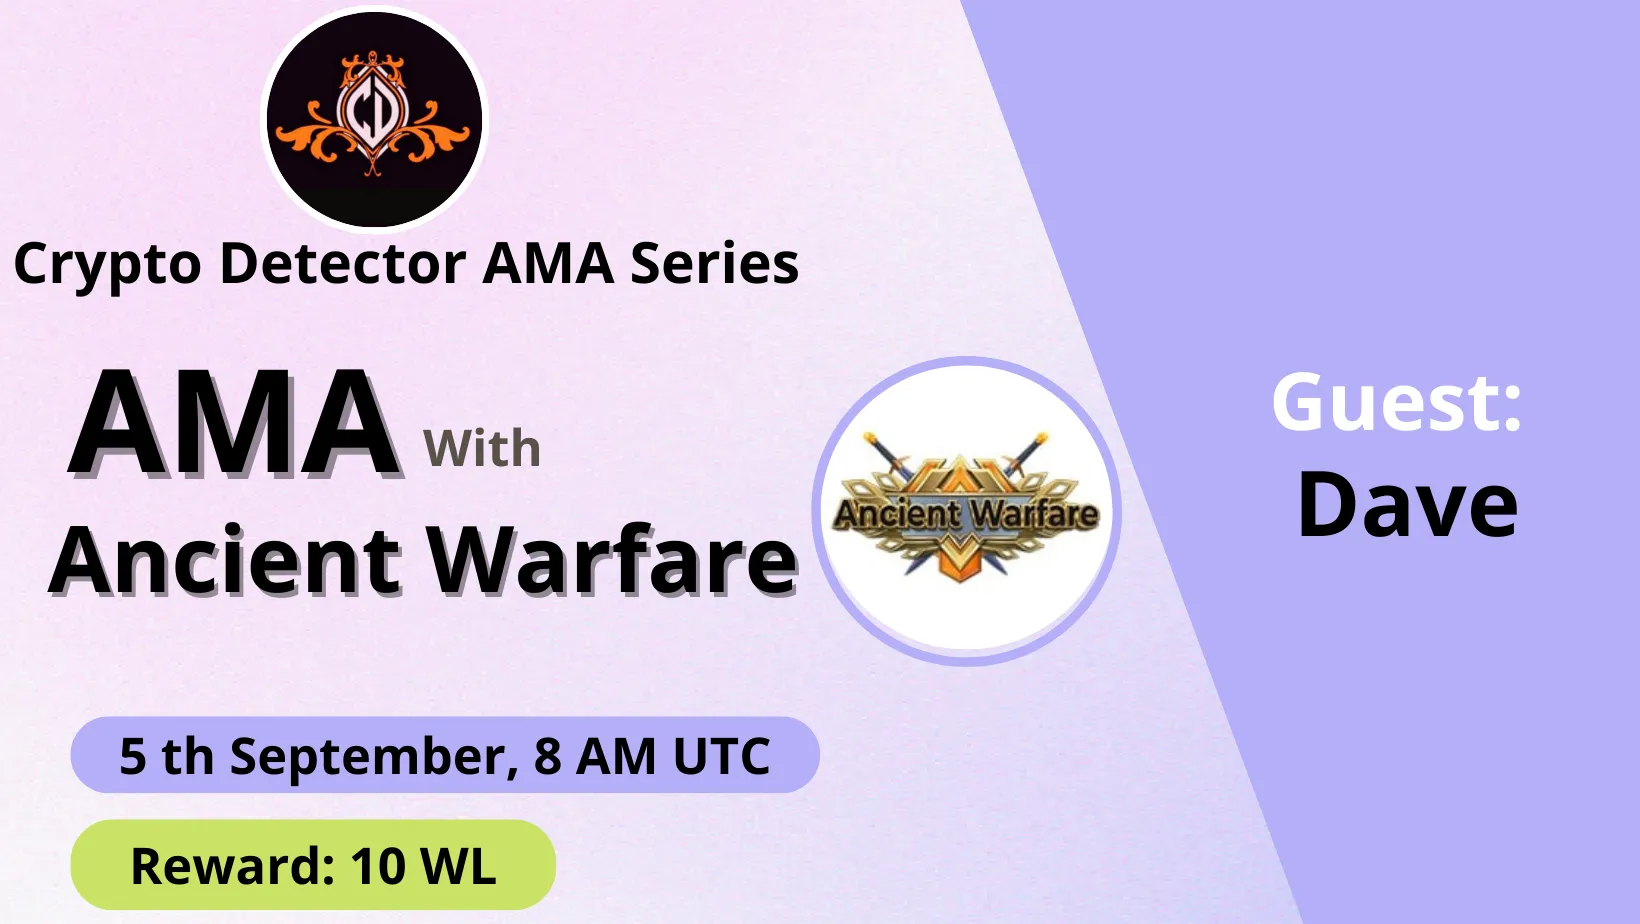 CD
Crypto Detector AMA Series
AMA With
Ancient Warfare
Ancient Warfare
Guest:
Dave
5 th September, 8 AM UTC
Reward: 10 WL